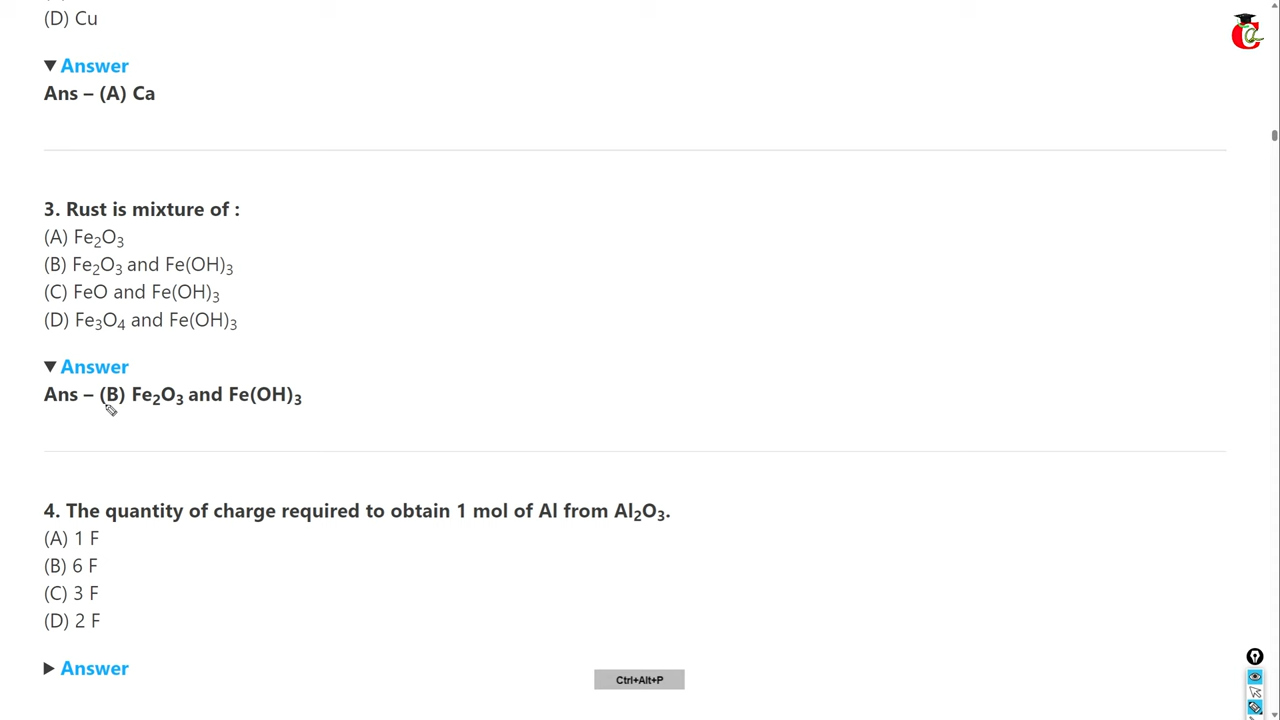 (D) Cu
▼ Answer
Ans – (A) Ca
3. Rust is mixture of :
(A) Fe₂O₃
(B) Fe₂O₃ and Fe(OH)₃
(C) FeO and Fe(OH)₃
(D) Fe₃O₄ and Fe(OH)₃
▼ Answer
Ans – (B) Fe₂O₃ and Fe(OH)₃
4. The quantity of charge required to obtain 1 mol of Al from Al₂O₃.
(A) 1 F
(B) 6 F
(C) 3 F
(D) 2 F
▶ Answer
Ctrl+Alt+P